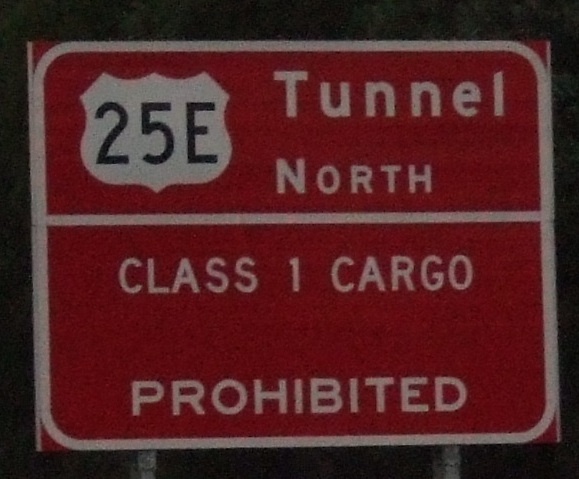 25E Tunnel
NORTH
CLASS 1 CARGO
PROHIBITED